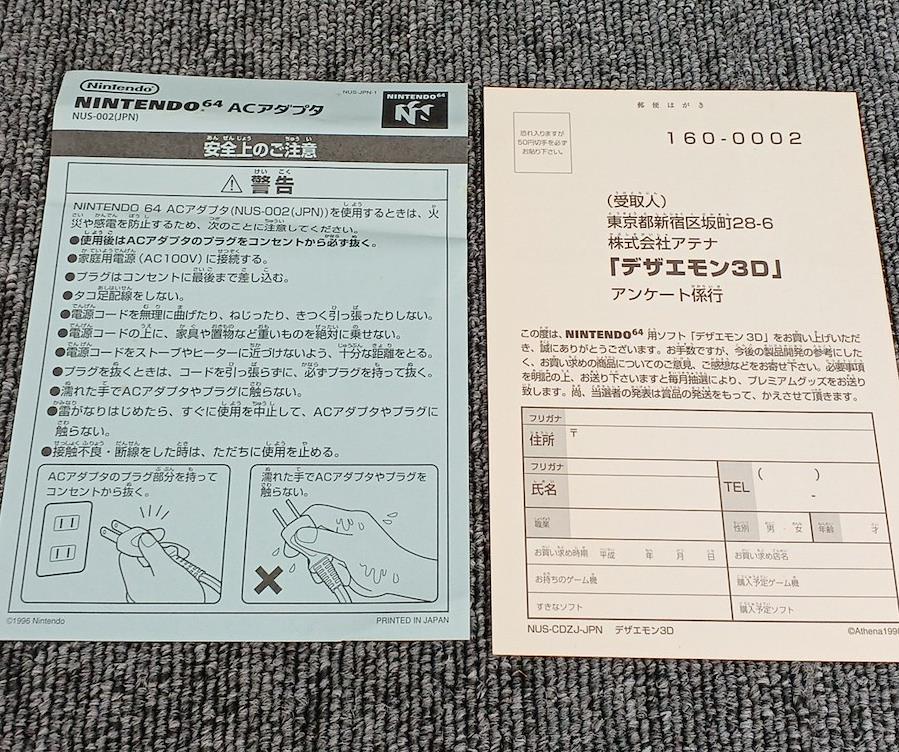 Nintendo
NUS-JPN-1
NINTENDO64 ACアダプタ
NUS-002(JPN)
NINTENDO64
安全上のご注意
警告
NINTENDO 64 ACアダプタ(NUS-002(JPN))を使用するときは、火
災や感電を防止するため、次のことに注意してください。
●使用後はACアダプタのプラグをコンセントから必ず抜く。
●家庭用電源(AC100V)に接続する。
●プラグはコンセントに最後まで差し込む。
●タコ足配線をしない。
●電源コードを無理に曲げたり、ねじったり、きつく引っ張ったりしない。
●電源コードの上に、家具や置物など重いものを絶対に乗せない。
●電源コードをストーブやヒーターに近づけないよう、十分な距離をとる。
●プラグを抜くときは、コードを引っ張らずに、必ずプラグを持って抜く。
●濡れた手でACアダプタやプラグに触らない。
●雷がなりはじめたら、すぐに使用を中止して、ACアダプタやプラグに
触らない。
●接触不良・断線をした時は、ただちに使用を止める。
ACアダプタのプラグ部分を持って
コンセントから抜く。
濡れた手でACアダプタやプラグを
触らない。
©1996 Nintendo
PRINTED IN JAPAN
郵便はがき
恐れ入りますが
50円切手を必ず
お貼り下さい。
160-0002
(受取人)
東京都新宿区坂町28-6
株式会社アテナ
「デザエモン3D」
アンケート係行
この度は、NINTENDO64用ソフト「デザエモン3D」をお買い上げいただ
き、誠にありがとうございます。お手数ですが、今後の製品開発の参考にした
く、お買い求めの商品についてのご意見、ご感想などをお寄せ下さい。必要事項
を明記の上、お送り下さいますと毎月抽選により、プレミアムグッズをお送り
致します。尚、当選者の発表は賞品の発送をもって、かえさせて頂きます。
フリガナ
住所 〒
フリガナ
氏名
TEL ( ) -
職業
性別 男・女 年齢 才
お買い求め時期 平成 年 月 日
お買い求め店名
お持ちのゲーム機
購入予定ゲーム機
すきなソフト
購入予定ソフト
NUS-CDZJ-JPN デザエモン3D
©Athena1998